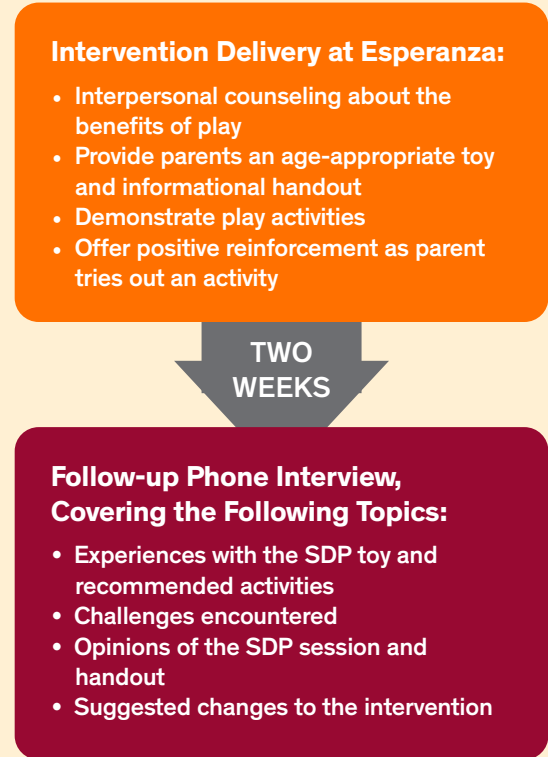 Intervention Delivery at Esperanza:
• Interpersonal counseling about the
benefits of play
• Provide parents an age-appropriate toy
and informational handout
• Demonstrate play activities
• Offer positive reinforcement as parent
tries out an activity
TWO
WEEKS
Follow-up Phone Interview,
Covering the Following Topics:
• Experiences with the SDP toy and
recommended activities
• Challenges encountered
• Opinions of the SDP session and
handout
• Suggested changes to the intervention